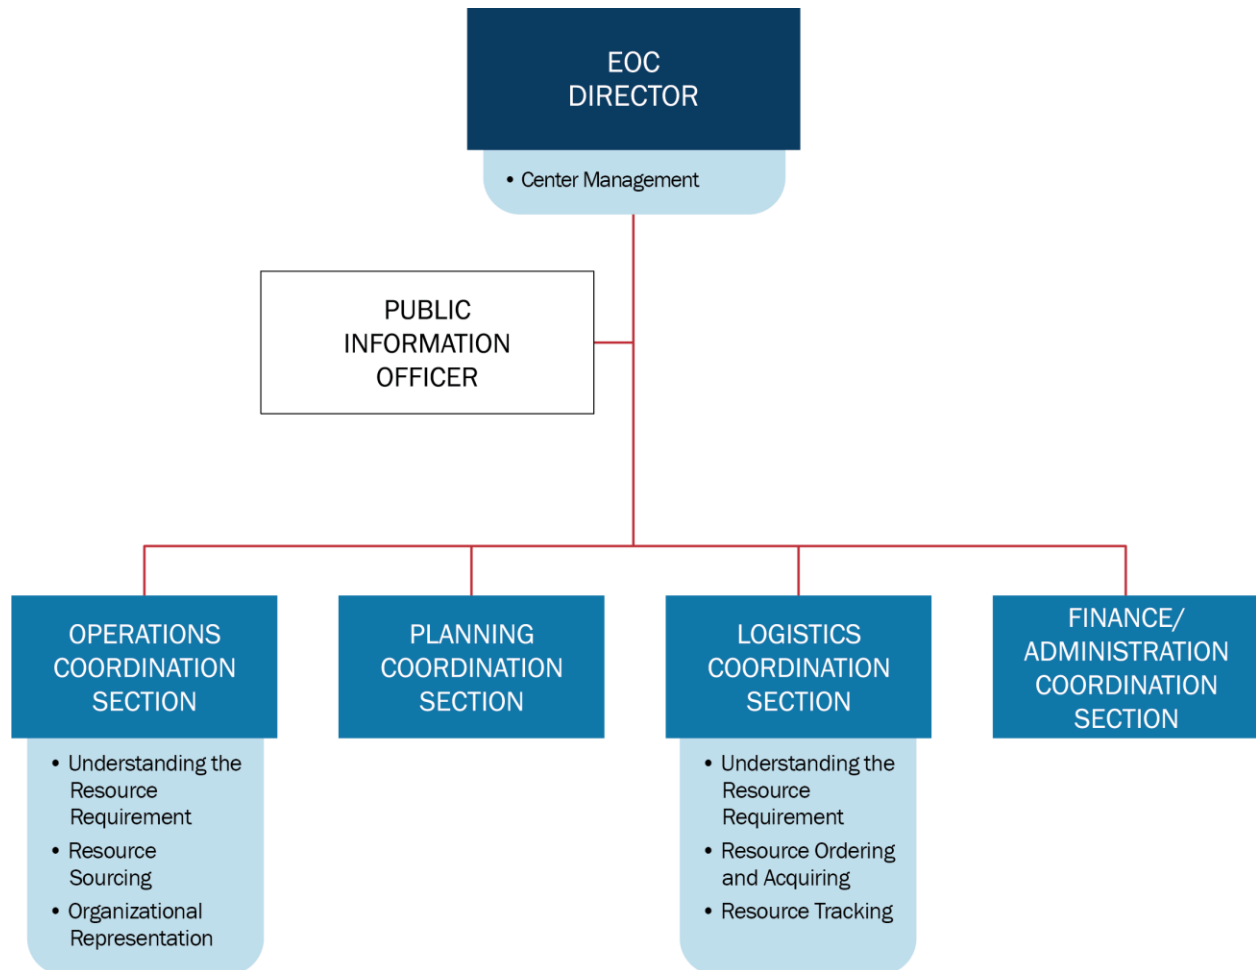 EOC
DIRECTOR
• Center Management
PUBLIC
INFORMATION
OFFICER
OPERATIONS
COORDINATION
SECTION
• Understanding the
Resource
Requirement
• Resource
Sourcing
• Organizational
Representation
PLANNING
COORDINATION
SECTION
LOGISTICS
COORDINATION
SECTION
• Understanding the
Resource
Requirement
• Resource Ordering
and Acquiring
• Resource Tracking
FINANCE/
ADMINISTRATION
COORDINATION
SECTION